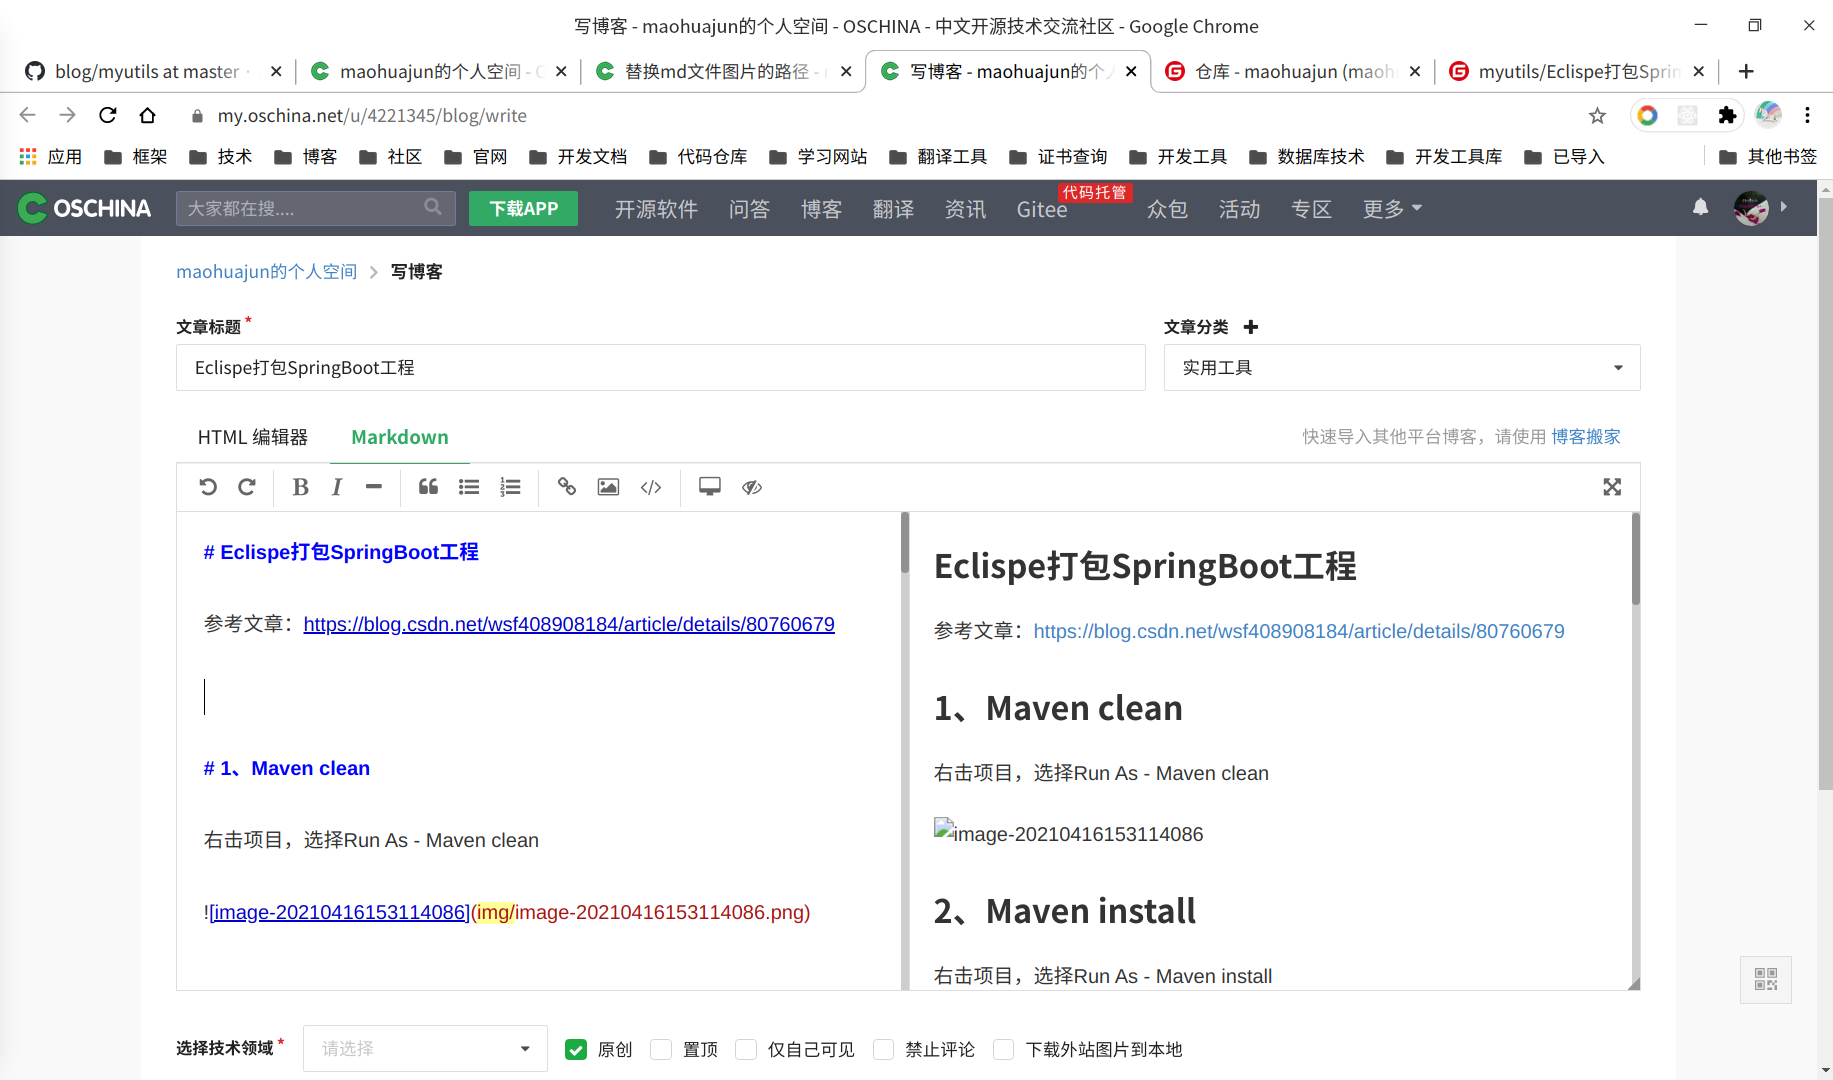 写博客 - maohuajun的个人空间 - OSCHINA - 中文开源技术交流社区 - Google Chrome
blog/myutils at master
maohuajun的个人空间 -
替换md文件图片的路径 -
写博客 - maohuajun的个
仓库 - maohuajun (maoh
myutils/Eclispe打包Sprin
my.oschina.net/u/4221345/blog/write
应用 框架 技术 博客 社区 官网 开发文档 代码仓库 学习网站 翻译工具 证书查询 开发工具 数据库技术 开发工具库 已导入 其他书签
OSCHINA 大家都在搜.... 下载APP 开源软件 问答 博客 翻译 资讯 Gitee 代码托管 众包 活动 专区 更多
maohuajun的个人空间 > 写博客
文章标题 *
文章分类 +
Eclispe打包SpringBoot工程
实用工具
HTML 编辑器 Markdown
快速导入其他平台博客，请使用 博客搬家
# Eclispe打包SpringBoot工程
参考文章：https://blog.csdn.net/wsf408908184/article/details/80760679
# 1、Maven clean
右击项目，选择Run As - Maven clean
![image-20210416153114086](img/image-20210416153114086.png)
Eclispe打包SpringBoot工程
参考文章：https://blog.csdn.net/wsf408908184/article/details/80760679
1、Maven clean
右击项目，选择Run As - Maven clean
image-20210416153114086
2、Maven install
右击项目，选择Run As - Maven install
选择技术领域 * 请选择 原创 置顶 仅自己可见 禁止评论 下载外站图片到本地